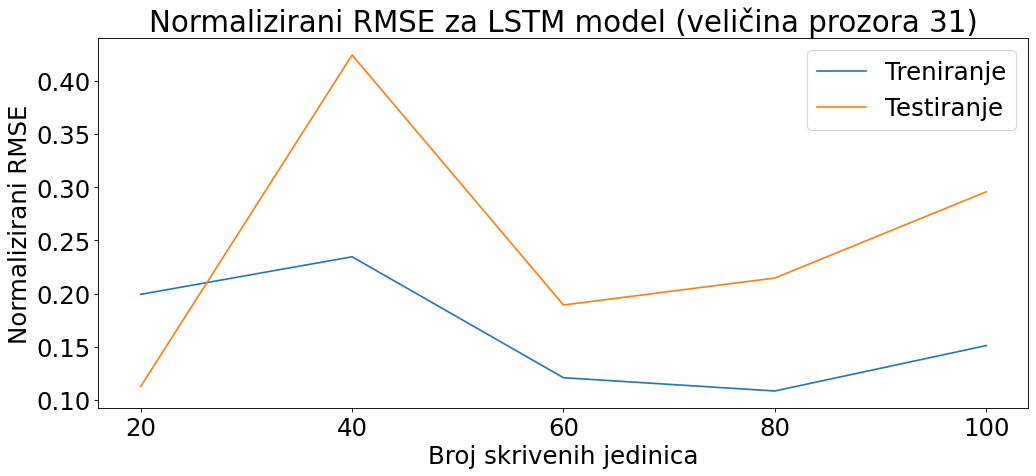 Normalizirani RMSE za LSTM model (veličina prozora 31)
Treniranje
Testiranje
Normalizirani RMSE
0.40
0.35
0.30
0.25
0.20
0.15
0.10
20 40 60 80 100
Broj skrivenih jedinica